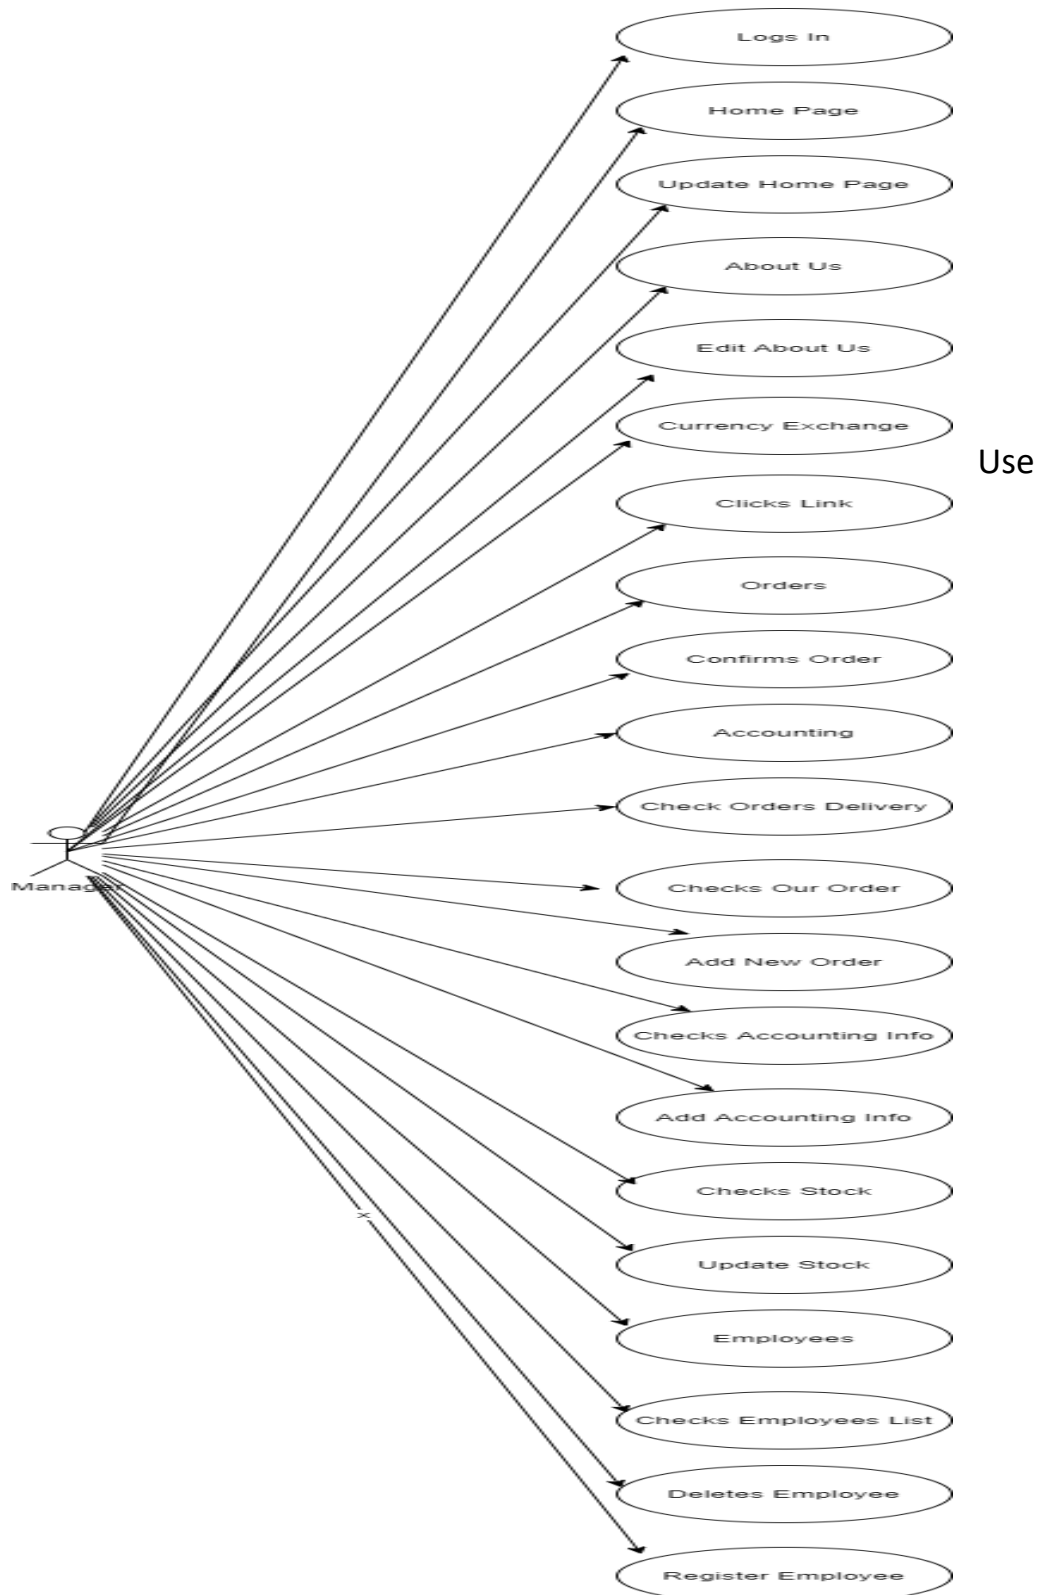 Logs In
Home Page
Update Home Page
About Us
Edit About Us
Currency Exchange
Use
Clicks Link
Orders
Confirms Order
Accounting
Check Orders Delivery
Manager
Checks Our Order
Add New Order
Checks Accounting Info
Add Accounting Info
Checks Stock
Update Stock
Employees
Checks Employees List
Deletes Employee
Register Employee